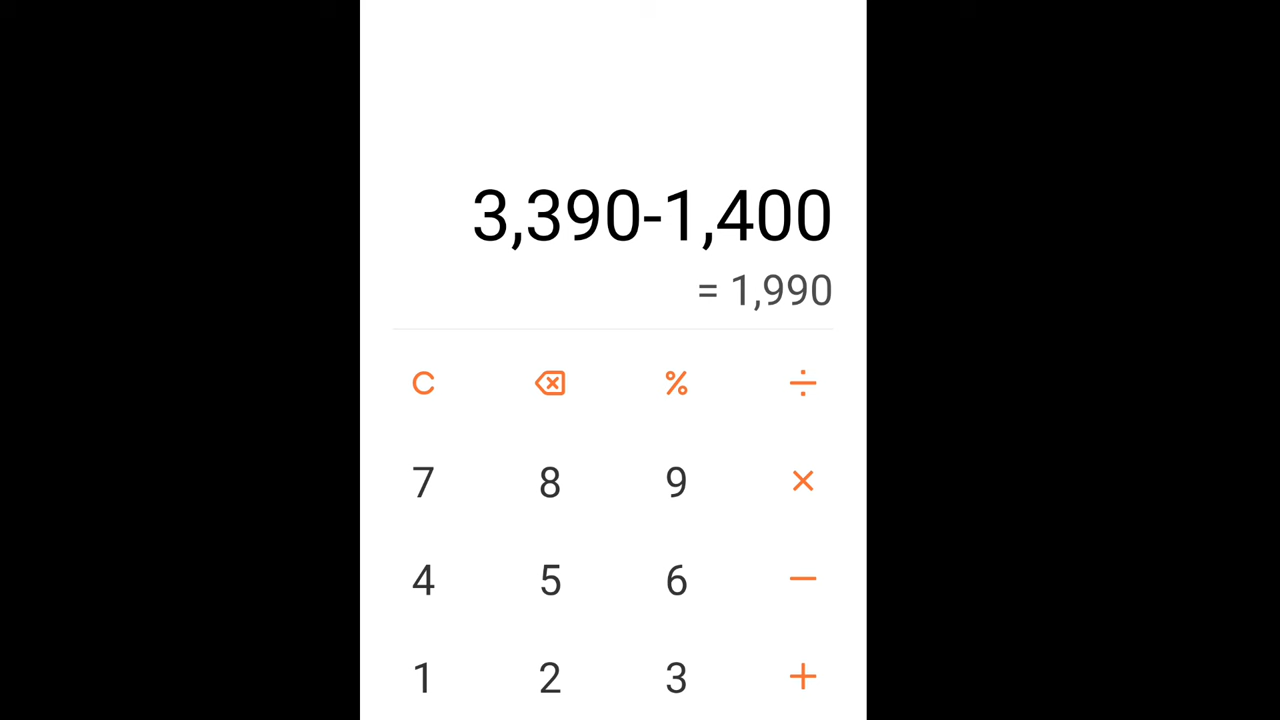 3,390-1,400
= 1,990
C % ÷
7 8 9 ×
4 5 6 −
1 2 3 +